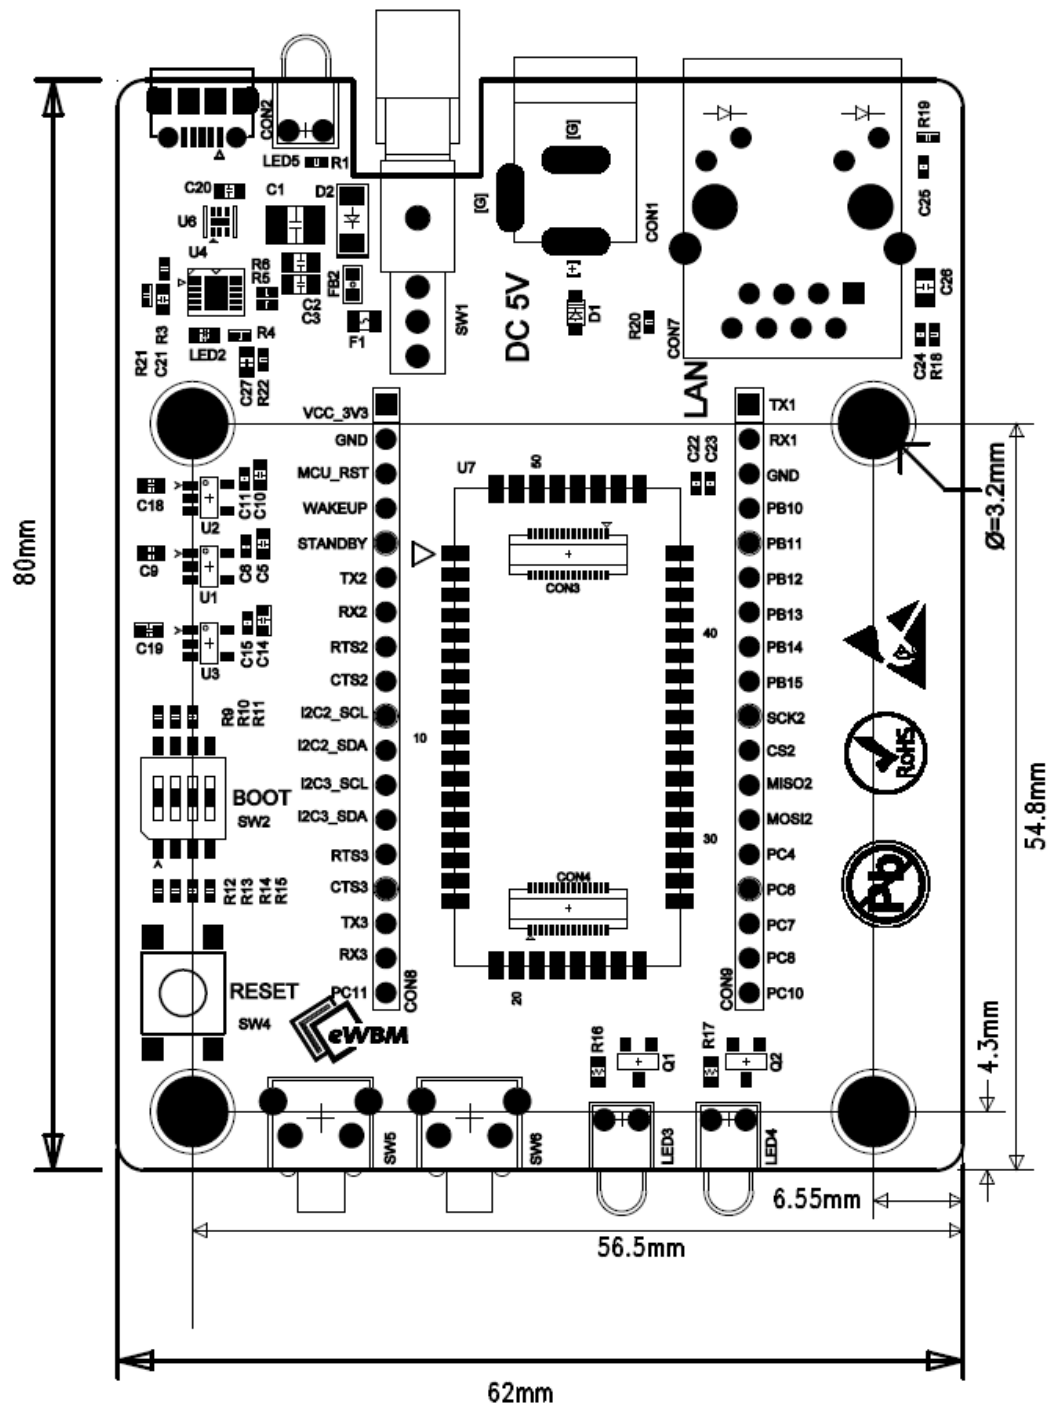 CON2
R19
LED5
R1
C25
C20
C1
D2
[G]
[G]
CON1
U6
U4
R6
R5
C2
C3
FB2
[+]
C26
R3
LED2
R4
F1
SW1
DC 5V
D1
R20
CON7
C24
R18
R21
C21
C27
R22
LAN
VCC_3V3
TX1
GND
RX1
MCU_RST
U7
50
C22
C23
GND
WAKEUP
PB10
STANDBY
PB11
TX2
CON3
PB12
RX2
PB13
RTS2
40
PB14
CTS2
PB15
I2C2_SCL
SCK2
I2C2_SDA
10
CS2
I2C3_SCL
MISO2
I2C3_SDA
MOSI2
RTS3
30
PC4
CTS3
CON4
PC6
TX3
PC7
RX3
PC8
PC11
CON8
20
CON9
PC10
C18
U2
C11
C10
C9
U1
C6
C5
C19
U3
C15
C14
R9
R10
R11
BOOT
SW2
R12
R13
R14
R15
RESET
SW4
eWBM
R16
Q1
R17
Q2
SW5
SW6
LED3
LED4
RoHS
Pb
80mm
Ø=3.2mm
54.8mm
4.3mm
6.55mm
56.5mm
62mm